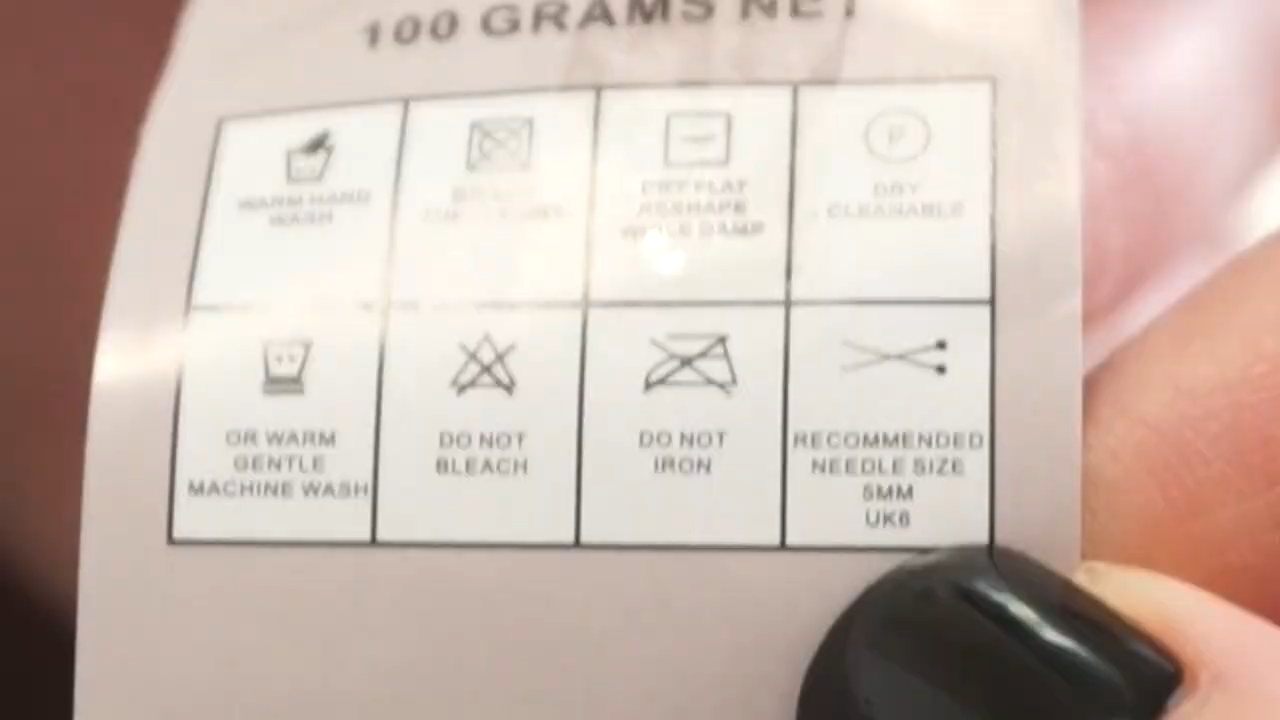 100 GRAMS NET
WARM HAND
WASH
DRY FLAT
RESHAPE
WHILE DAMP
P
DRY
CLEANABLE
OR WARM
GENTLE
MACHINE WASH
DO NOT
BLEACH
DO NOT
IRON
RECOMMENDED
NEEDLE SIZE
5MM
UK6